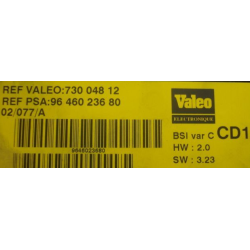 REF VALEO:730 048 12
REF PSA:96 460 236 80
02/077/A
Valeo
ELECTRONIQUE
BSI var C CD1
HW : 2.0
SW : 3.23
9646023680